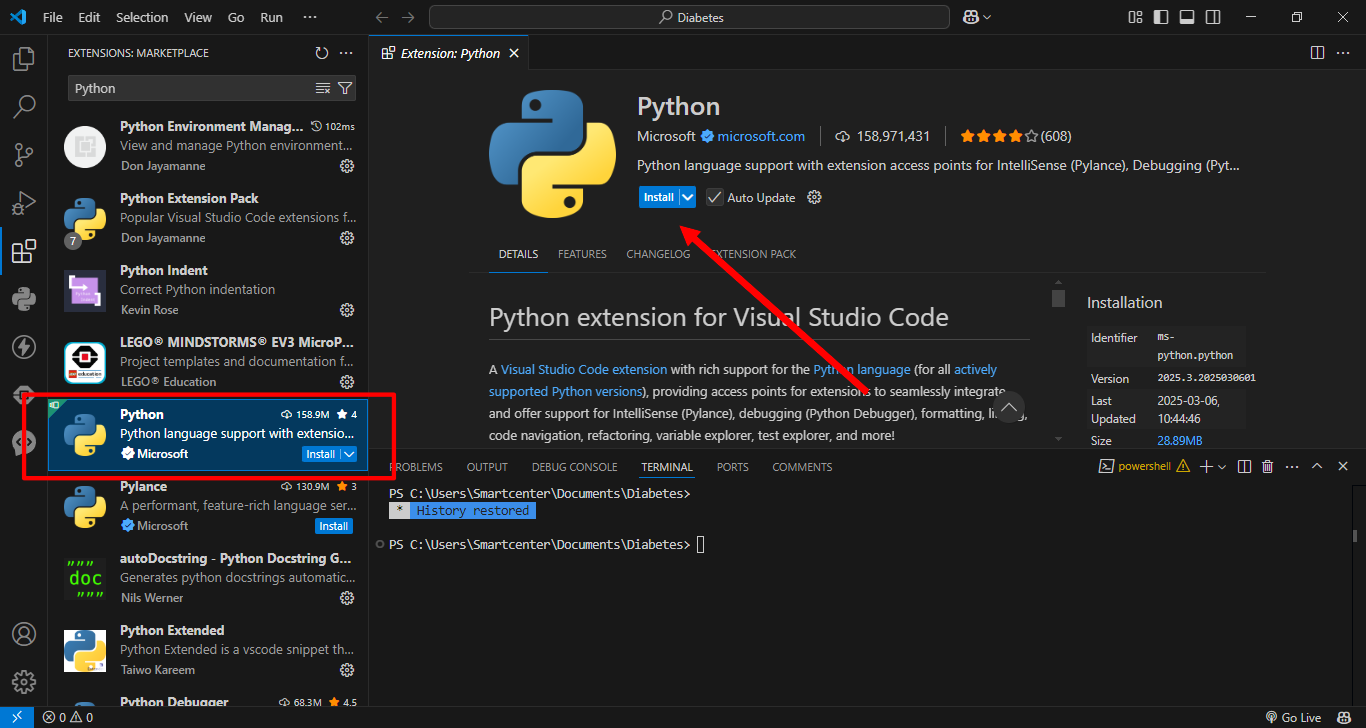 File Edit Selection View Go Run ···
Diabetes
EXTENSIONS: MARKETPLACE
Python
Python Environment Manag... 102ms
View and manage Python environment...
Don Jayamanne
Python Extension Pack
Popular Visual Studio Code extensions f...
Don Jayamanne
7
Python Indent
Correct Python indentation
Kevin Rose
LEGO® MINDSTORMS® EV3 MicroP...
Project templates and documentation f...
LEGO® Education
Python 158.9M 4
Python language support with extensio...
Microsoft Install
Pylance 130.9M 3
A performant, feature-rich language ser...
Microsoft Install
autoDocstring - Python Docstring G...
Generates python docstrings automatic...
Nils Werner
"""
doc
"""
Python Extended
Python Extended is a vscode snippet th...
Taiwo Kareem
Python Debugger 68.3M 4.5
Extension: Python
Python
Microsoft microsoft.com 158,971,431 (608)
Python language support with extension access points for IntelliSense (Pylance), Debugging (Pyt...
Install Auto Update
DETAILS FEATURES CHANGELOG EXTENSION PACK
Python extension for Visual Studio Code
A Visual Studio Code extension with rich support for the Python language (for all actively
supported Python versions), providing access points for extensions to seamlessly integrate
and offer support for IntelliSense (Pylance), debugging (Python Debugger), formatting,
code navigation, refactoring, variable explorer, test explorer, and more!
Installation
Identifier ms-
python.python
Version 2025.3.2025030601
Last 2025-03-06,
Updated 10:44:46
Size 28.89MB
PROBLEMS OUTPUT DEBUG CONSOLE TERMINAL PORTS COMMENTS
powershell
PS C:\Users\Smartcenter\Documents\Diabetes>
* History restored
PS C:\Users\Smartcenter\Documents\Diabetes>
0 0
Go Live